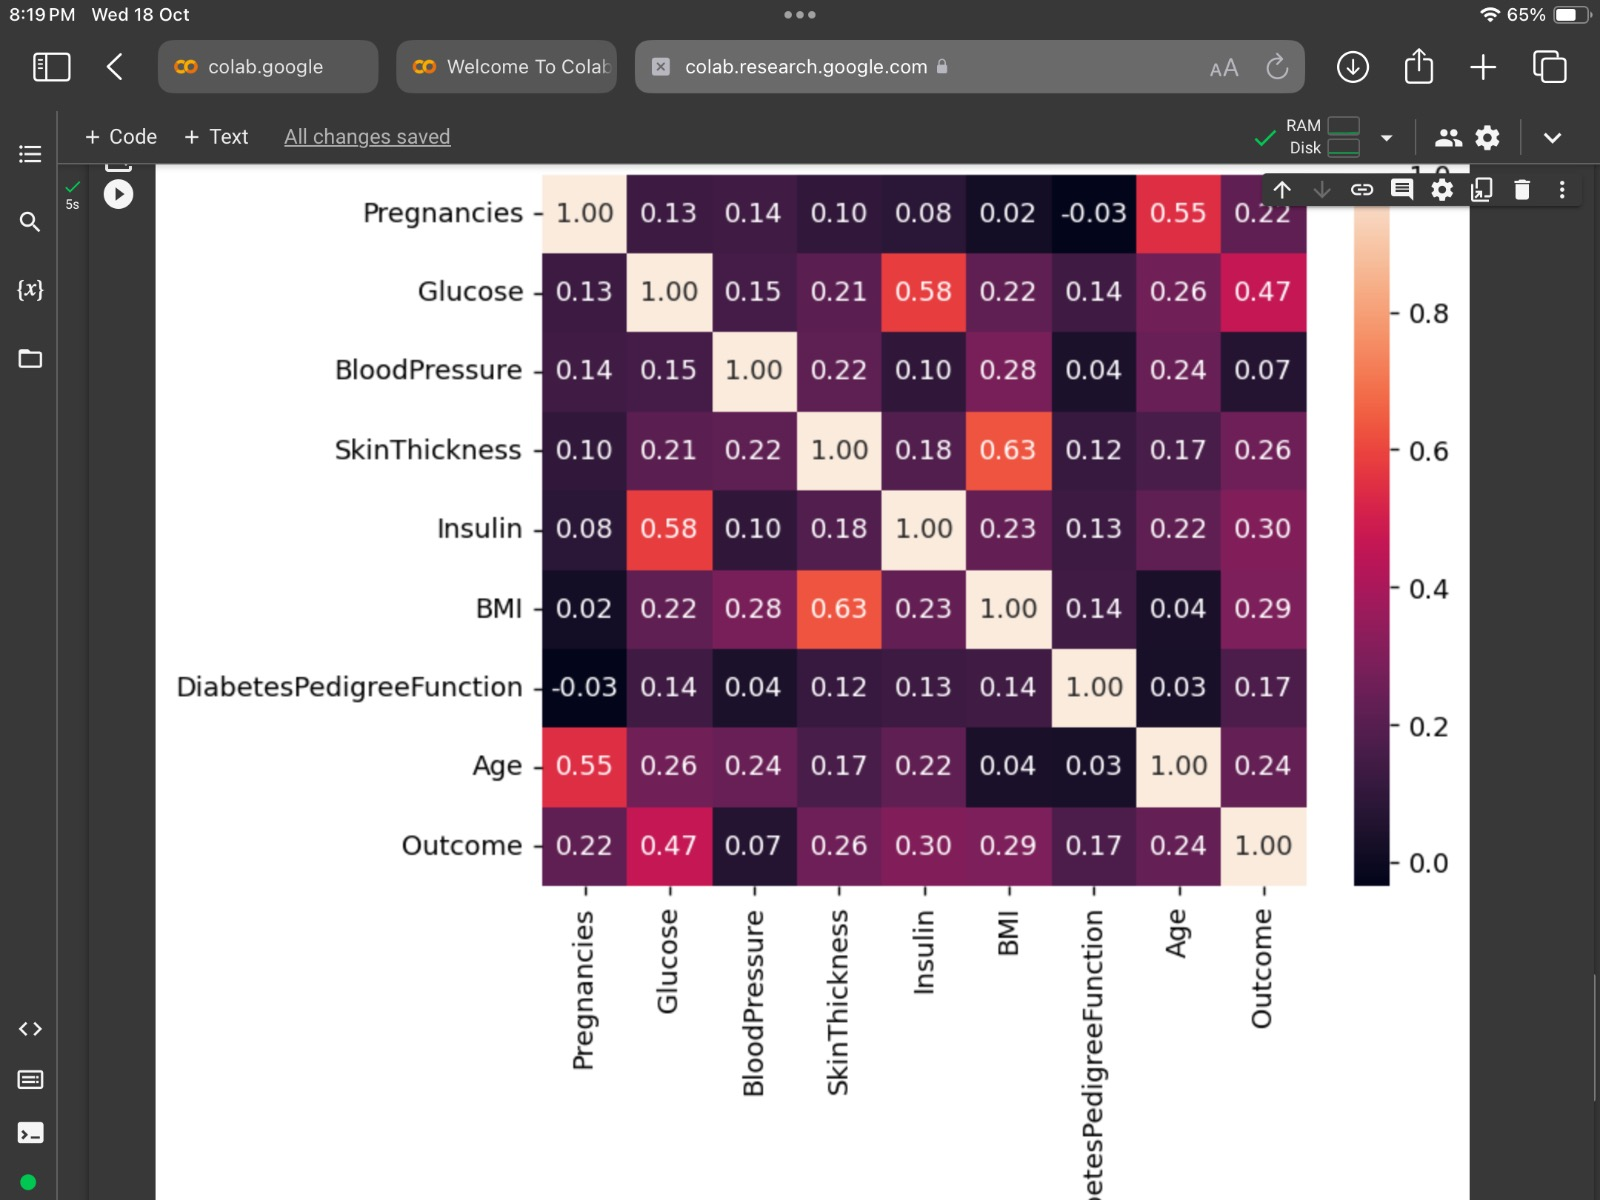 8:19 PM Wed 18 Oct
65%
colab.google
Welcome To Colab
colab.research.google.com
AA
+ Code + Text All changes saved
RAM
Disk
5s
{x}
Pregnancies 1.00 0.13 0.14 0.10 0.08 0.02 -0.03 0.55 0.22
Glucose 0.13 1.00 0.15 0.21 0.58 0.22 0.14 0.26 0.47
BloodPressure 0.14 0.15 1.00 0.22 0.10 0.28 0.04 0.24 0.07
SkinThickness 0.10 0.21 0.22 1.00 0.18 0.63 0.12 0.17 0.26
Insulin 0.08 0.58 0.10 0.18 1.00 0.23 0.13 0.22 0.30
BMI 0.02 0.22 0.28 0.63 0.23 1.00 0.14 0.04 0.29
DiabetesPedigreeFunction -0.03 0.14 0.04 0.12 0.13 0.14 1.00 0.03 0.17
Age 0.55 0.26 0.24 0.17 0.22 0.04 0.03 1.00 0.24
Outcome 0.22 0.47 0.07 0.26 0.30 0.29 0.17 0.24 1.00
0.8
0.6
0.4
0.2
0.0
Pregnancies
Glucose
BloodPressure
SkinThickness
Insulin
BMI
etesPedigreeFunction
Age
Outcome